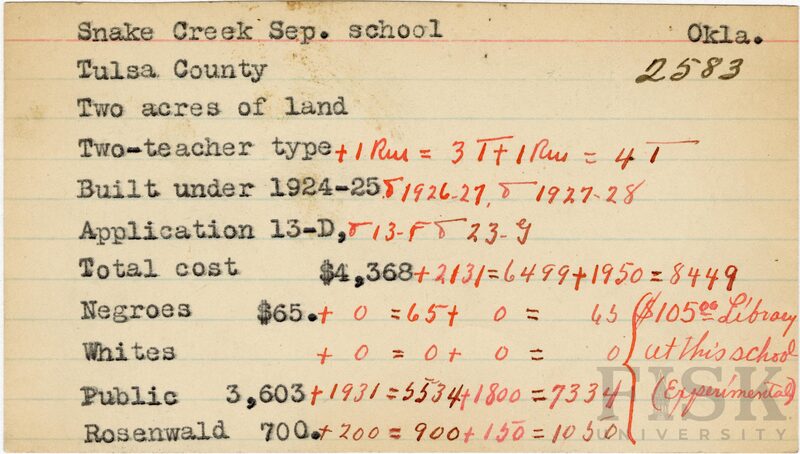 Snake Creek Sep. school Okla.
Tulsa County 2583
Two acres of land
Two-teacher type + 1 Rm = 3 T + 1 Rm = 4 T
Built under 1924-25, & 1926-27, & 1927-28
Application 13-D, & 13-F & 23-G
Total cost $4,368 + 2131 = 6499 + 1950 = 8449
Negroes $65. + 0 = 65 + 0 = 65 $105.00 Library
Whites + 0 = 0 + 0 = 0 at this school
Public 3,603 + 1931 = 5534 + 1800 = 7334 (Experimental)
Rosenwald 700. + 200 = 900 + 150 = 1050
FISK
UNIVERSITY